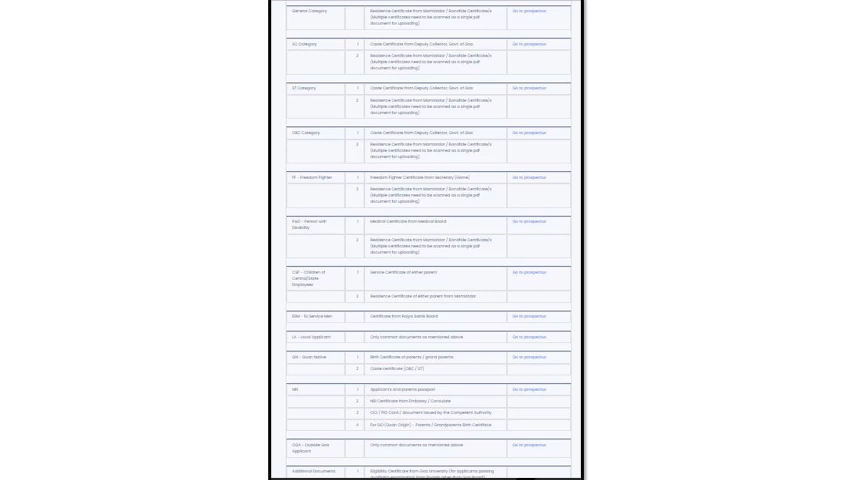 General Category Residence Certificate from Mamlatdar / Bonafide Certificate/s Go to prospectus
(Multiple certificates need to be scanned as a single pdf
document for uploading)
SC Category 1 Caste Certificate from Deputy Collector, Govt. of Goa Go to prospectus
2 Residence Certificate from Mamlatdar / Bonafide Certificate/s
(Multiple certificates need to be scanned as a single pdf
document for uploading)
ST Category 1 Caste Certificate from Deputy Collector, Govt. of Goa Go to prospectus
2 Residence Certificate from Mamlatdar / Bonafide Certificate/s
(Multiple certificates need to be scanned as a single pdf
document for uploading)
OBC Category 1 Caste Certificate from Deputy Collector, Govt. of Goa Go to prospectus
2 Residence Certificate from Mamlatdar / Bonafide Certificate/s
(Multiple certificates need to be scanned as a single pdf
document for uploading)
FF - Freedom Fighter 1 Freedom Fighter Certificate from Secretary (Home) Go to prospectus
2 Residence Certificate from Mamlatdar / Bonafide Certificate/s
(Multiple certificates need to be scanned as a single pdf
document for uploading)
PwD - Person with 1 Medical Certificate from Medical Board Go to prospectus
Disability
2 Residence Certificate from Mamlatdar / Bonafide Certificate/s
(Multiple certificates need to be scanned as a single pdf
document for uploading)
CSE - Children of 1 Service Certificate of either parent Go to prospectus
Central/State
Employees
2 Residence Certificate of either parent from Mamlatdar
Certificate from Rajya Sainik Board Go to prospectus
LA - Local Applicant Only common documents as mentioned above Go to prospectus
GN - Goan Native 1 Birth Certificate of parents / grand parents Go to prospectus
2 Caste certificate (OBC / ST)
NRI 1 Applicants and parents passport Go to prospectus
2 NRI Certificate from Embassy / Consulate
3 OCI / PIO Card / Document issued by the Competent Authority
4 For GO (Goan Origin) - Parents / Grandparents Birth Certificate
OGA - Outside Goa Only common documents as mentioned above Go to prospectus
Applicant
Additional Documents 1 Eligibility Certificate from Goa University (for applicants passing